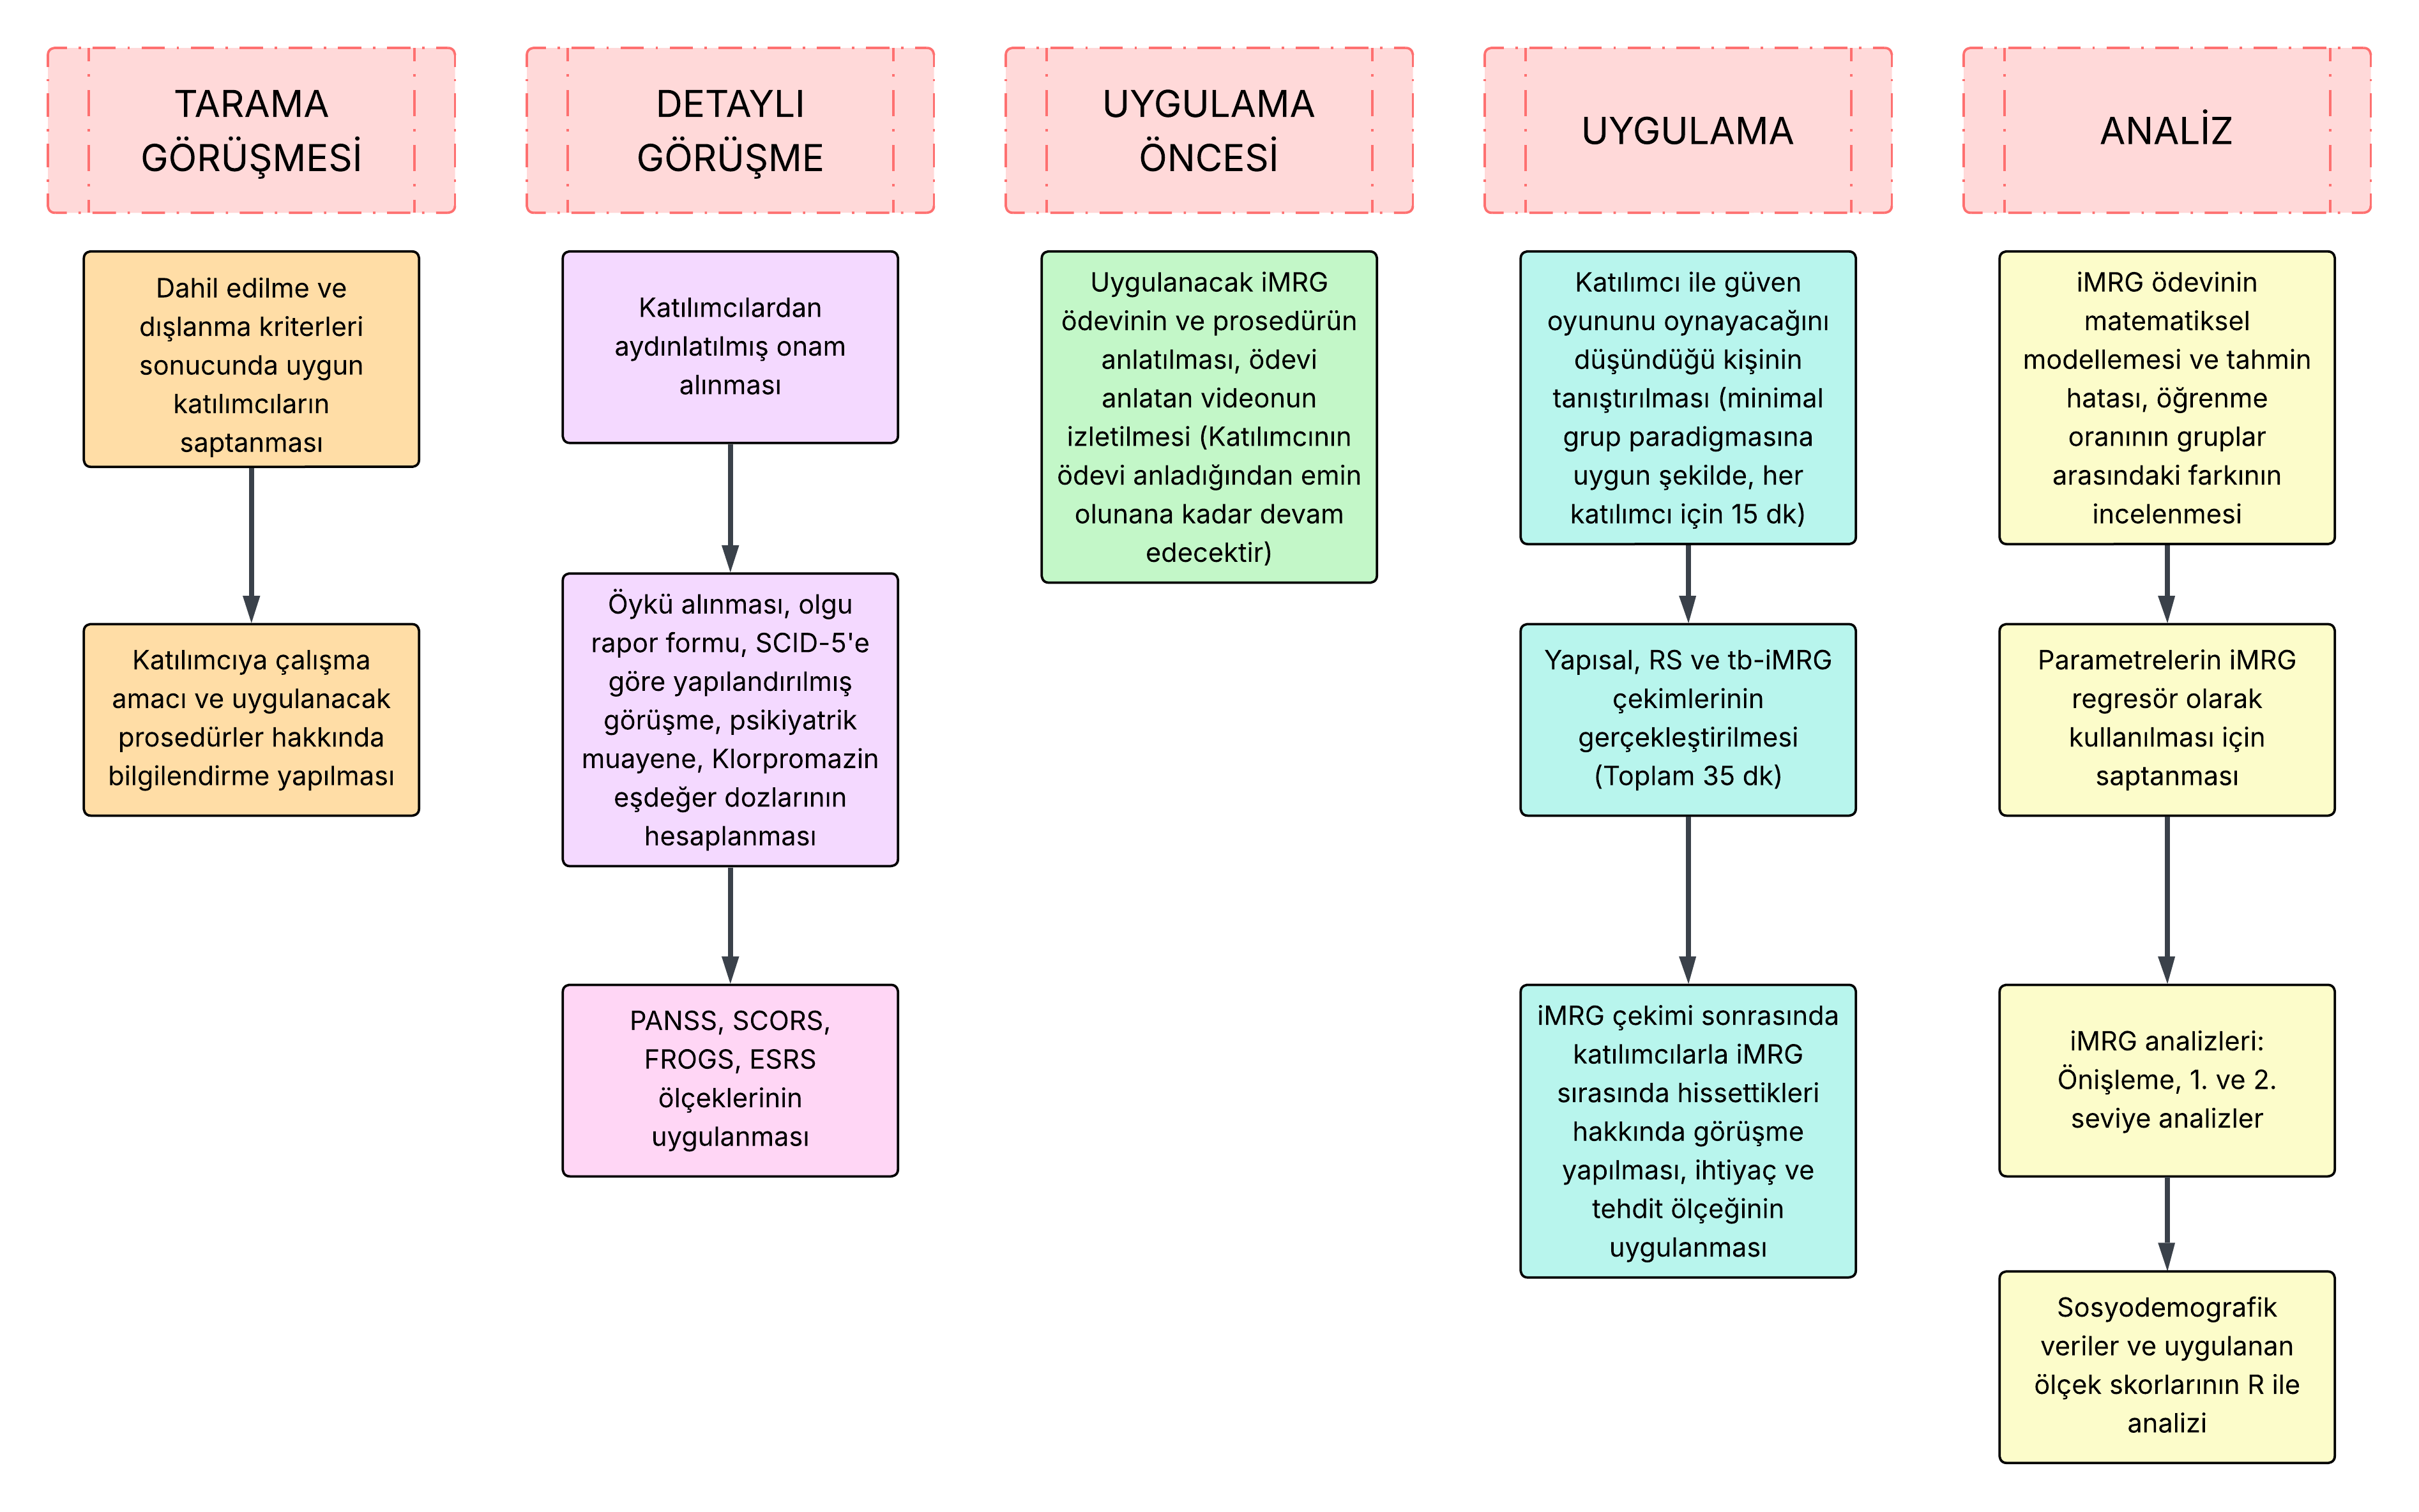 TARAMA
GÖRÜŞMESİ
Dahil edilme ve
dışlanma kriterleri
sonucunda uygun
katılımcıların
saptanması
Katılımcıya çalışma
amacı ve uygulanacak
prosedürler hakkında
bilgilendirme yapılması
DETAYLI
GÖRÜŞME
Katılımcılardan
aydınlatılmış onam
alınması
Öykü alınması, olgu
rapor formu, SCID-5'e
göre yapılandırılmış
görüşme, psikiyatrik
muayene, Klorpromazin
eşdeğer dozlarının
hesaplanması
PANSS, SCORS,
FROGS, ESRS
ölçeklerinin
uygulanması
UYGULAMA
ÖNCESİ
Uygulanacak iMRG
ödevinin ve prosedürün
anlatılması, ödevi
anlatan videonun
izletilmesi (Katılımcının
ödevi anladığından emin
olunana kadar devam
edecektir)
UYGULAMA
Katılımcı ile güven
oyununu oynayacağını
düşündüğü kişinin
tanıştırılması (minimal
grup paradigmasına
uygun şekilde, her
katılımcı için 15 dk)
Yapısal, RS ve tb-iMRG
çekimlerinin
gerçekleştirilmesi
(Toplam 35 dk)
iMRG çekimi sonrasında
katılımcılarla iMRG
sırasında hissettikleri
hakkında görüşme
yapılması, ihtiyaç ve
tehdit ölçeğinin
uygulanması
ANALİZ
iMRG ödevinin
matematiksel
modellemesi ve tahmin
hatası, öğrenme
oranının gruplar
arasındaki farkının
incelenmesi
Parametrelerin iMRG
regresör olarak
kullanılması için
saptanması
iMRG analizleri:
Önişleme, 1. ve 2.
seviye analizler
Sosyodemografik
veriler ve uygulanan
ölçek skorlarının R ile
analizi